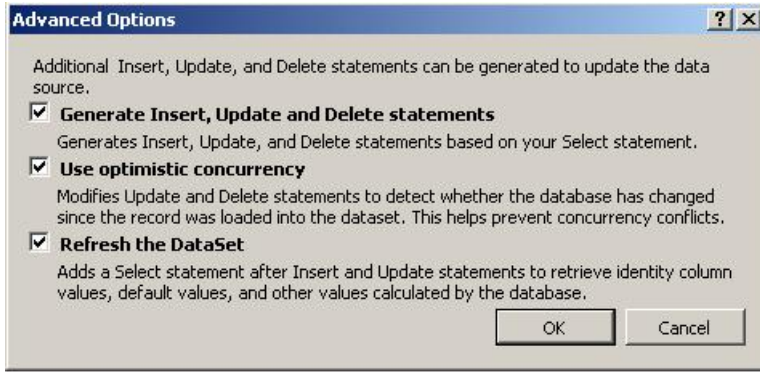 Advanced Options
Additional Insert, Update, and Delete statements can be generated to update the data
source.
Generate Insert, Update and Delete statements
Generates Insert, Update, and Delete statements based on your Select statement.
Use optimistic concurrency
Modifies Update and Delete statements to detect whether the database has changed
since the record was loaded into the dataset. This helps prevent concurrency conflicts.
Refresh the DataSet
Adds a Select statement after Insert and Update statements to retrieve identity column
values, default values, and other values calculated by the database.
OK Cancel